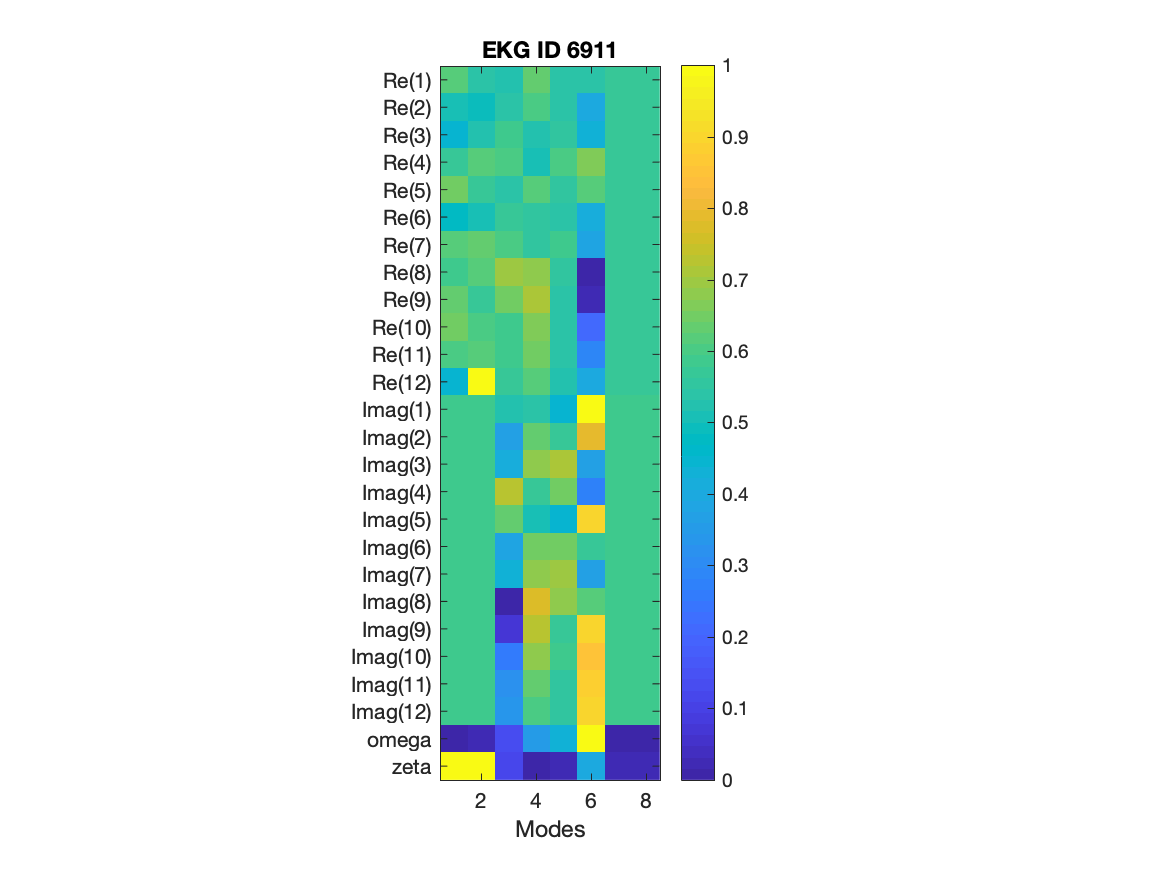 EKG ID 6911
Re(1)
Re(2)
Re(3)
Re(4)
Re(5)
Re(6)
Re(7)
Re(8)
Re(9)
Re(10)
Re(11)
Re(12)
Imag(1)
Imag(2)
Imag(3)
Imag(4)
Imag(5)
Imag(6)
Imag(7)
Imag(8)
Imag(9)
Imag(10)
Imag(11)
Imag(12)
omega
zeta
2 4 6 8
Modes
1
0.9
0.8
0.7
0.6
0.5
0.4
0.3
0.2
0.1
0